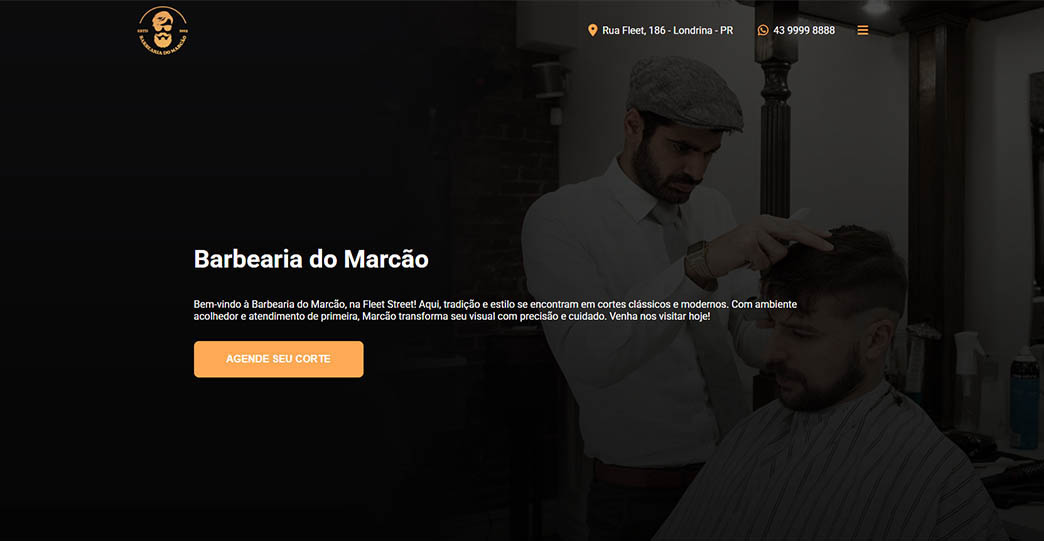 ESTD 
BARBEARIA DO MARCÃO
Rua Fleet, 186 - Londrina - PR
43 9999 8888
Barbearia do Marcão
Bem-vindo à Barbearia do Marcão, na Fleet Street! Aqui, tradição e estilo se encontram em cortes clássicos e modernos. Com ambiente
acolhedor e atendimento de primeira, Marcão transforma seu visual com precisão e cuidado. Venha nos visitar hoje!
AGENDE SEU CORTE